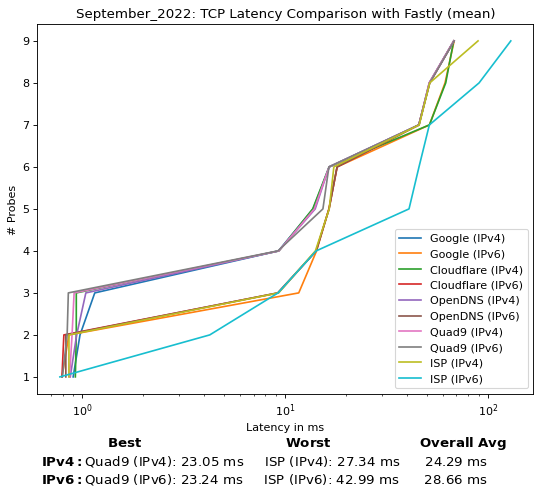 September_2022: TCP Latency Comparison with Fastly (mean)
9
8
7
6
5
4
3
2
1
# Probes
Google (IPv4)
Google (IPv6)
Cloudflare (IPv4)
Cloudflare (IPv6)
OpenDNS (IPv4)
OpenDNS (IPv6)
Quad9 (IPv4)
Quad9 (IPv6)
ISP (IPv4)
ISP (IPv6)
10⁰ 10¹ 10²
Latency in ms
Best Worst Overall Avg
IPv4: Quad9 (IPv4): 23.05 ms ISP (IPv4): 27.34 ms 24.29 ms
IPv6: Quad9 (IPv6): 23.24 ms ISP (IPv6): 42.99 ms 28.66 ms